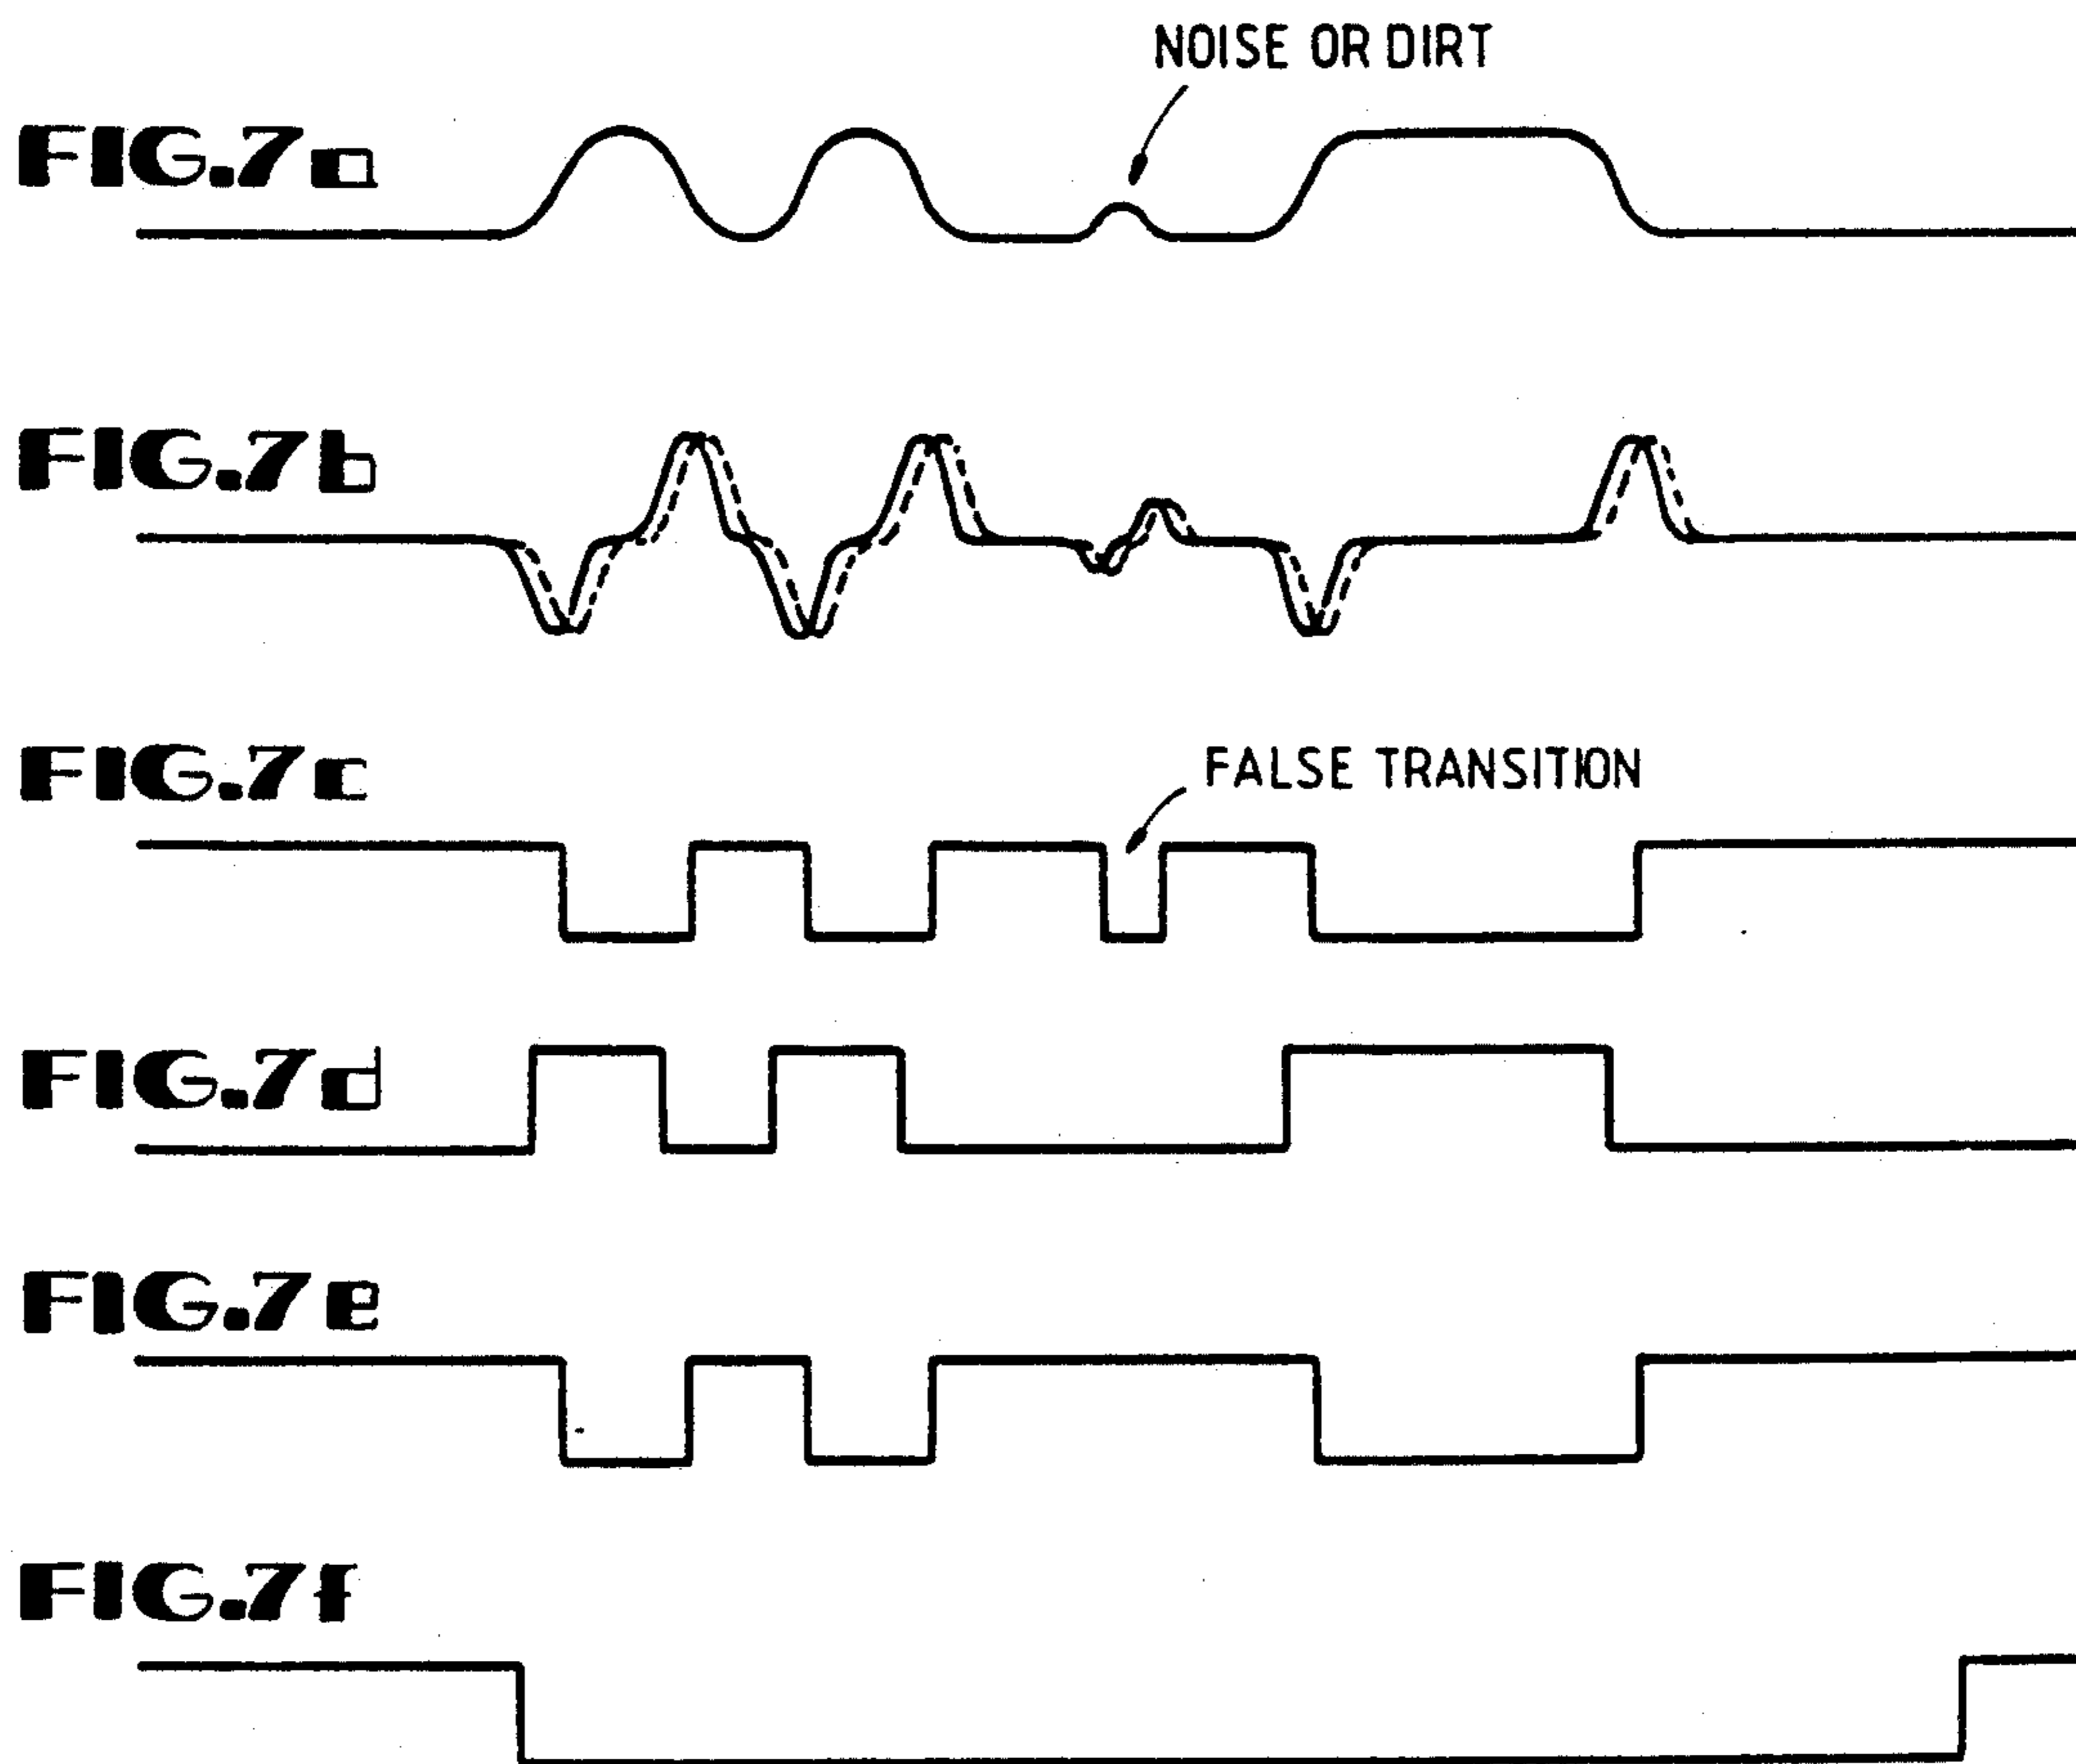 NOISE OR DIRT
FIG.7a
FIG.7b
FIG.7c
FALSE TRANSITION
FIG.7d
FIG.7e
FIG.7f